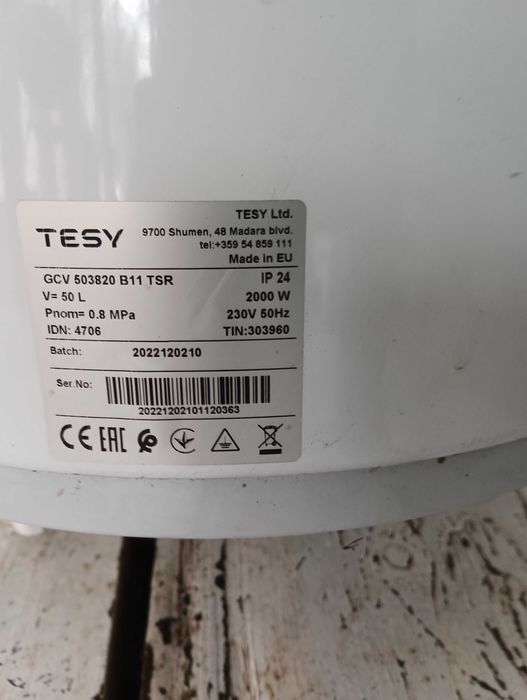 TESY
TESY Ltd.
9700 Shumen, 48 Madara blvd.
tel:+359 54 859 111
Made in EU
GCV 503820 B11 TSR IP 24
V= 50 L 2000 W
Pnom= 0.8 MPa 230V 50Hz
IDN: 4706 TIN:303960
Batch: 2022120210
Ser.No:
20221202101120363
CE EAC